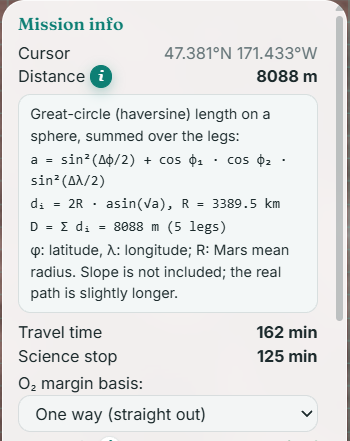 Mission info
Cursor 47.381°N 171.433°W
Distance i 8088 m
Great-circle (haversine) length on a
sphere, summed over the legs:
a = sin²(Δφ/2) + cos φ₁ · cos φ₂ ·
sin²(Δλ/2)
dᵢ = 2R · asin(√a), R = 3389.5 km
D = Σ dᵢ = 8088 m (5 legs)
φ: latitude, λ: longitude; R: Mars mean
radius. Slope is not included; the real
path is slightly longer.
Travel time 162 min
Science stop 125 min
O₂ margin basis:
One way (straight out)